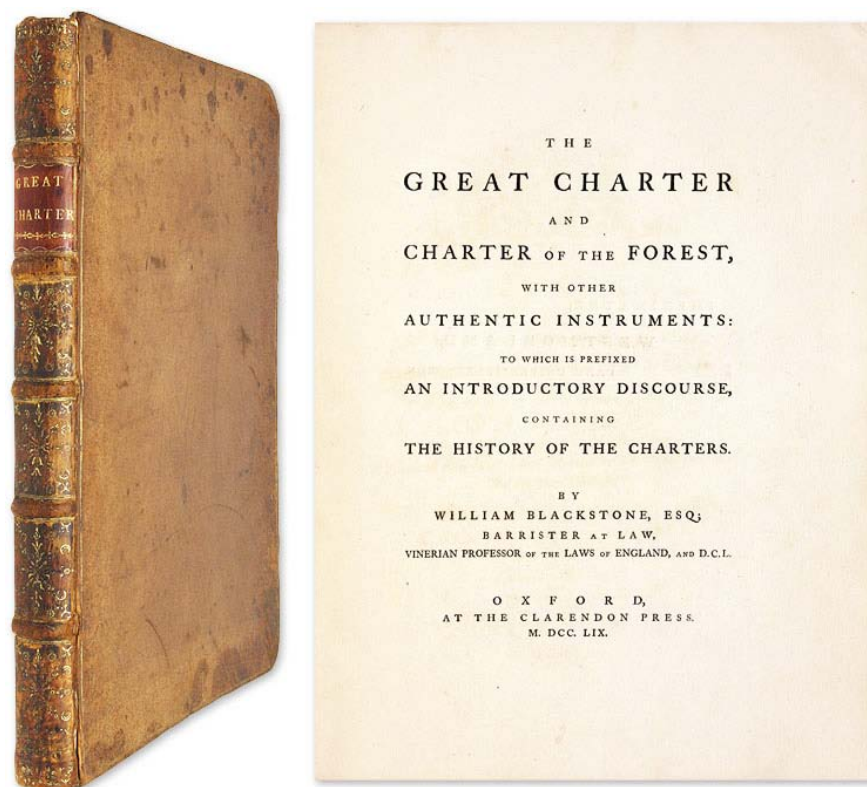 GREAT
CHARTER
THE
GREAT CHARTER
AND
CHARTER OF THE FOREST,
WITH OTHER
AUTHENTIC INSTRUMENTS:
TO WHICH IS PREFIXED
AN INTRODUCTORY DISCOURSE,
CONTAINING
THE HISTORY OF THE CHARTERS.
BY
WILLIAM BLACKSTONE, ESQ;
BARRISTER AT LAW,
VINERIAN PROFESSOR OF THE LAWS OF ENGLAND, AND D.C.L.
OXFORD,
AT THE CLARENDON PRESS.
M. DCC. LIX.